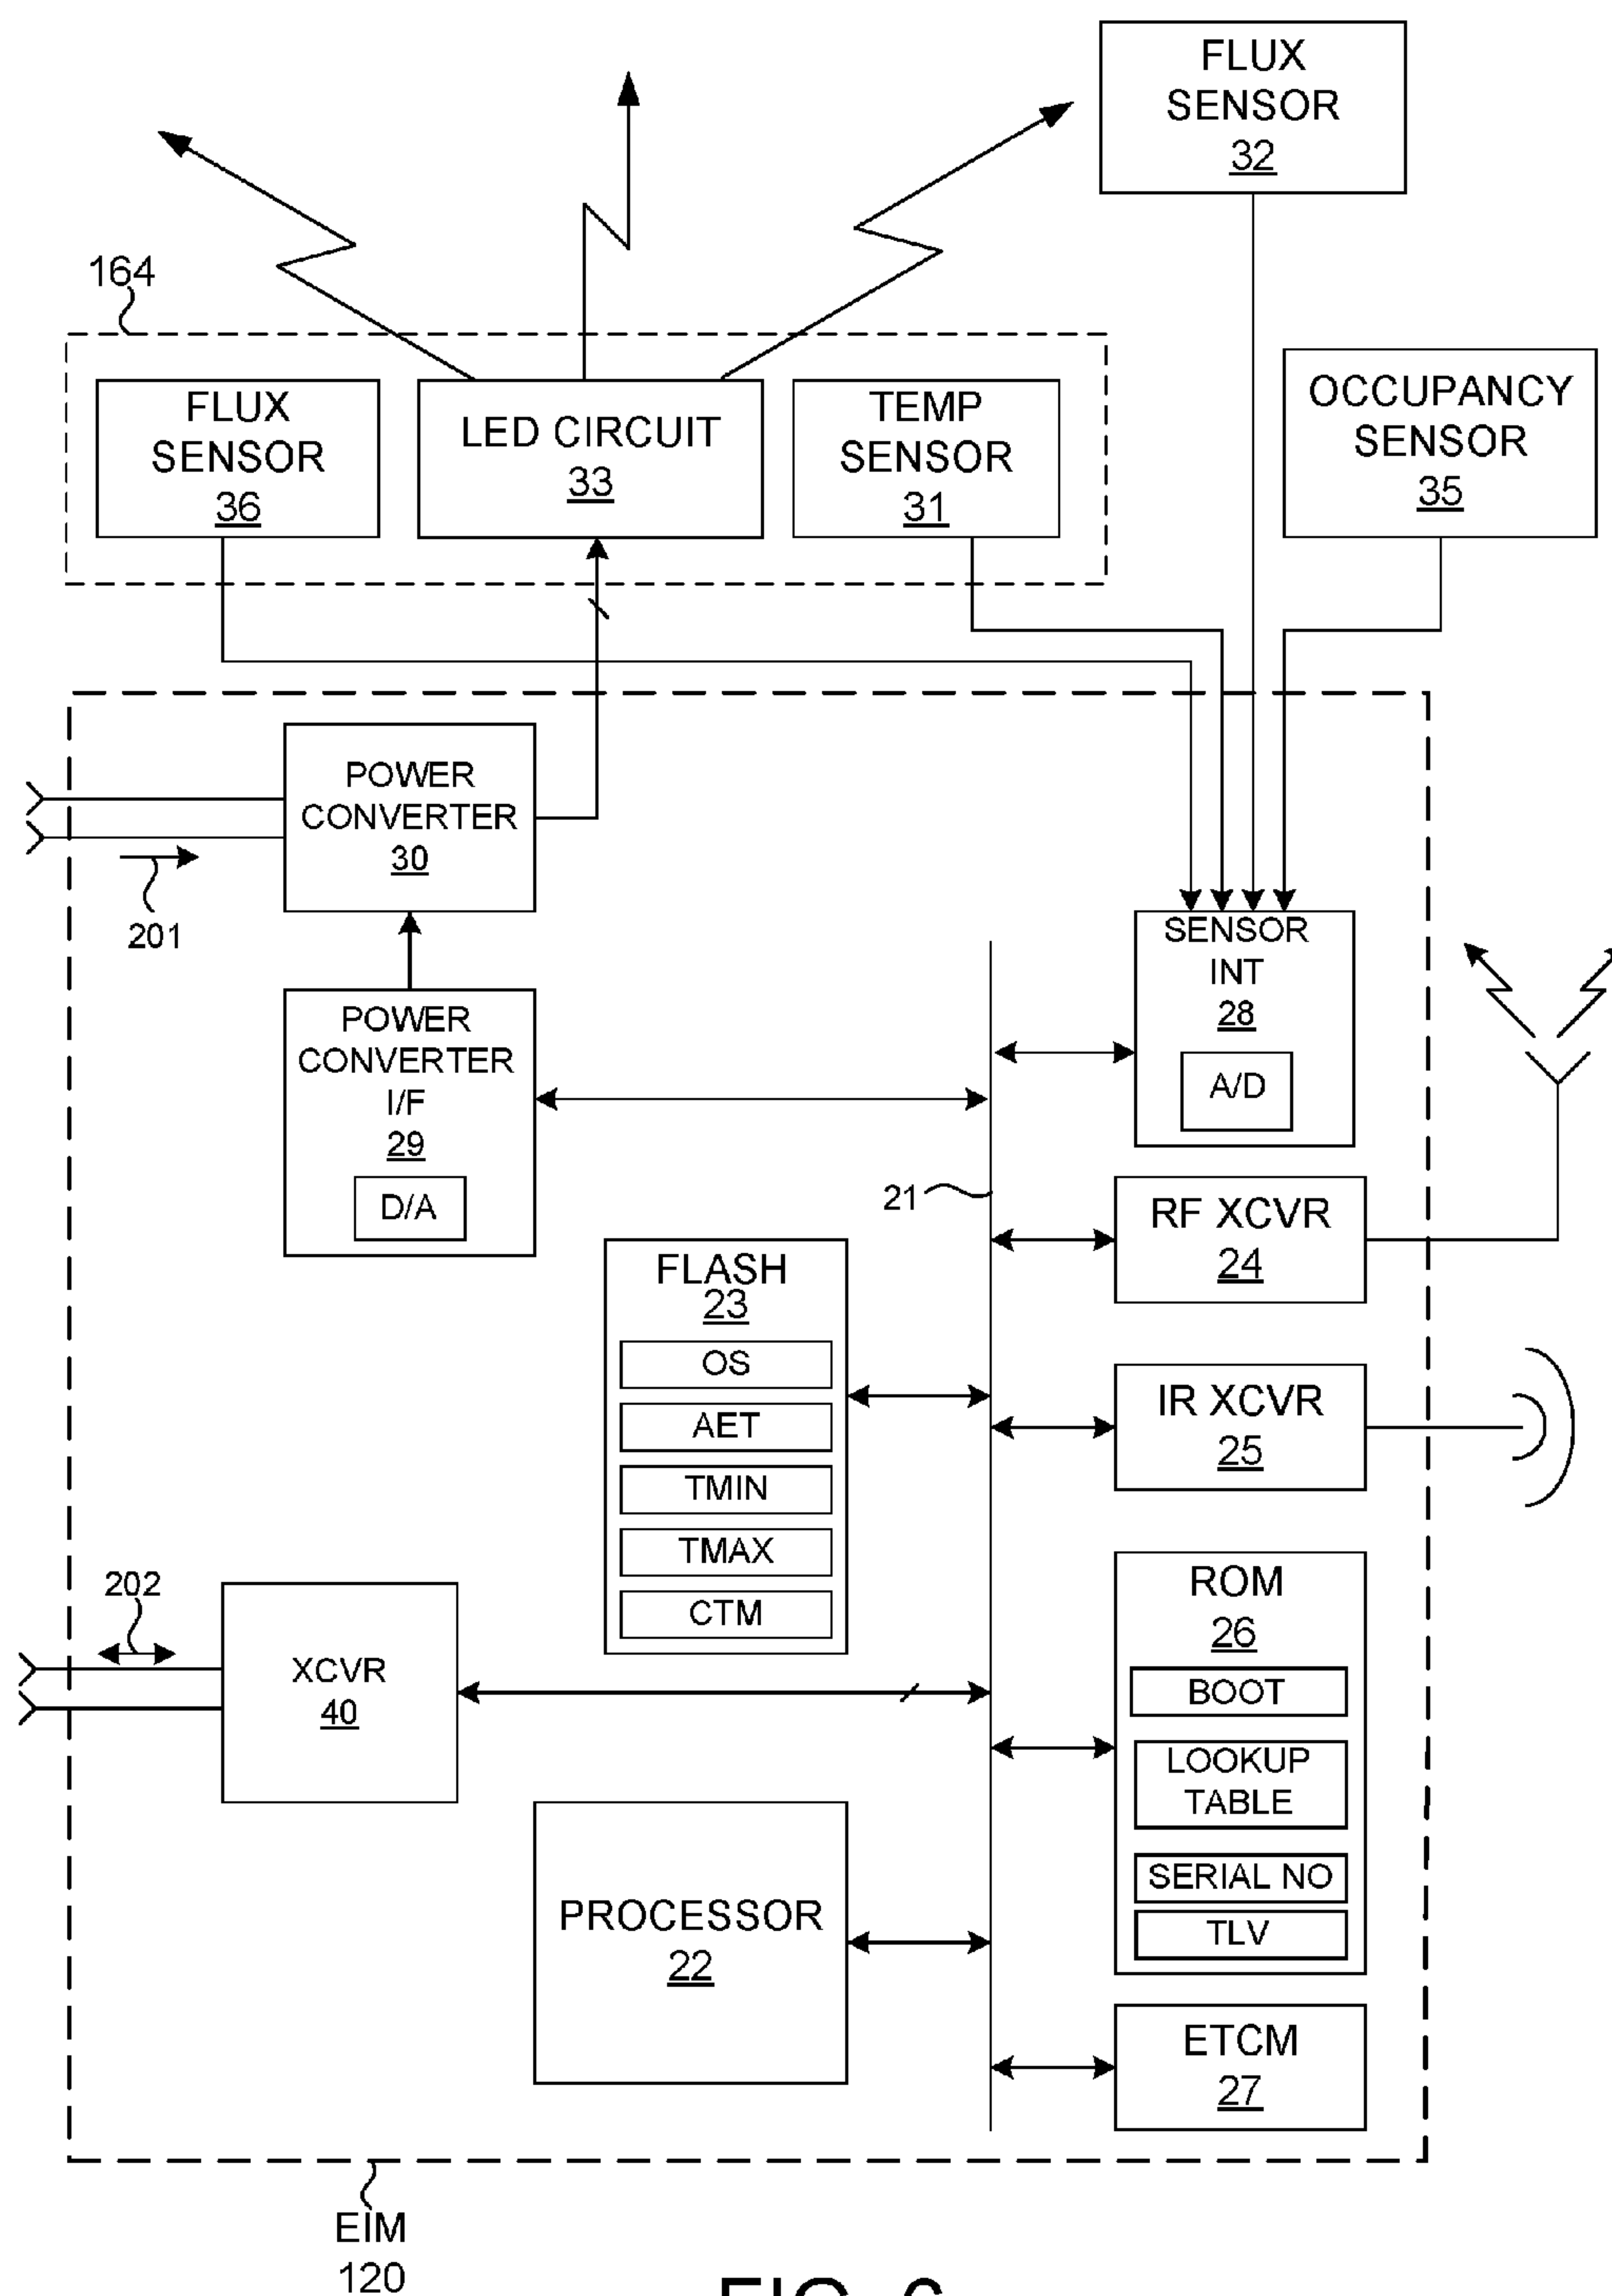 FLUX
SENSOR
32
164
FLUX
SENSOR
36
LED CIRCUIT
33
TEMP
SENSOR
31
OCCUPANCY
SENSOR
35
POWER
CONVERTER
30
201
SENSOR
INT
28
A/D
POWER
CONVERTER
I/F
29
D/A
21
RF XCVR
24
FLASH
23
OS
AET
TMIN
TMAX
CTM
IR XCVR
25
202
XCVR
40
ROM
26
BOOT
LOOKUP
TABLE
SERIAL NO
TLV
PROCESSOR
22
ETCM
27
EIM
120
FIG. 6